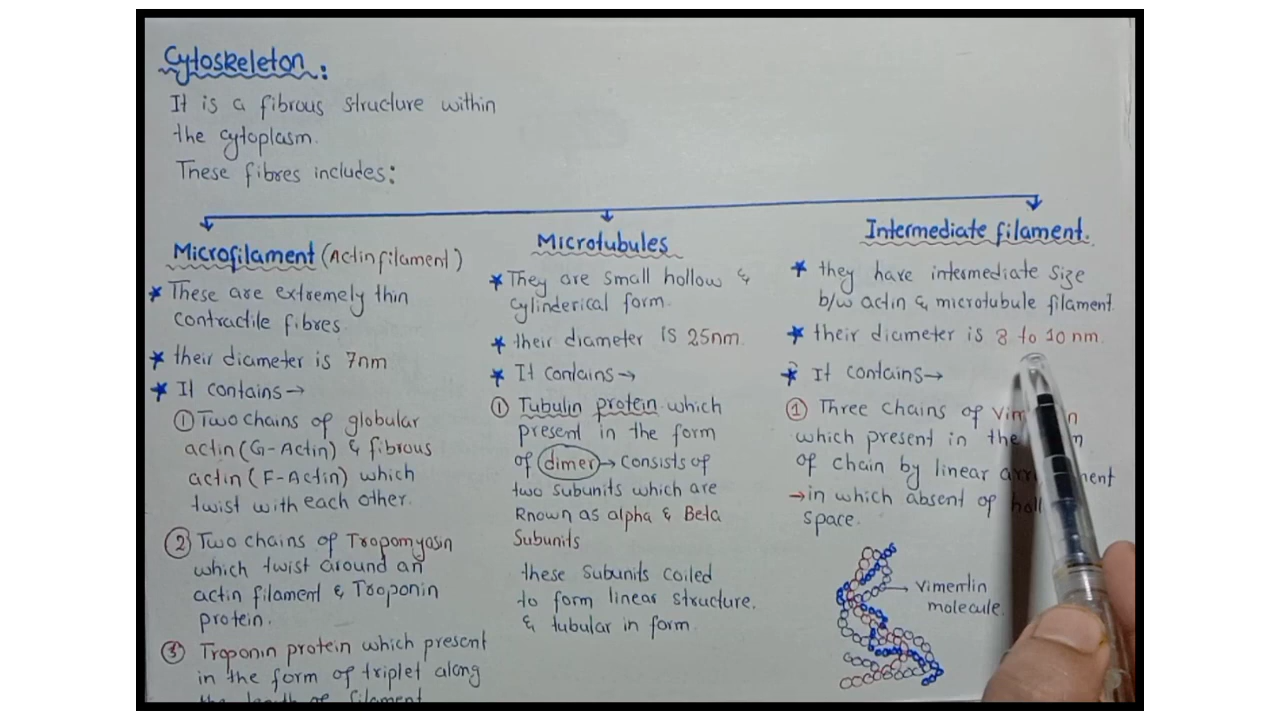 Cytoskeleton :
It is a fibrous structure within
the cytoplasm.
These fibres includes:
Microfilament (Actin filament)
* These are extremely thin
contractile fibres.
* their diameter is 7nm
* It contains →
① Two chains of globular
actin (G-Actin) & fibrous
actin (F-Actin) which
twist with each other.
② Two chains of Tropomyosin
which twist around an
actin filament & Troponin
protein.
③ Troponin protein which present
in the form of triplet along
the length of filament
Microtubules
* They are small hollow &
cylinderical form.
* their diameter is 25nm.
* It contains →
① Tubulin protein which
present in the form
of dimer → consists of
two subunits which are
Known as alpha & Beta
Subunits
these subunits coiled
to form linear structure.
& tubular in form.
Intermediate filament.
* they have intermediate size
b/w actin & microtubule filament.
* their diameter is 8 to 10 nm.
* It contains →
① Three chains of
which present in the
of chain by linear
→ in which absent of
space.
vimentin
molecule.